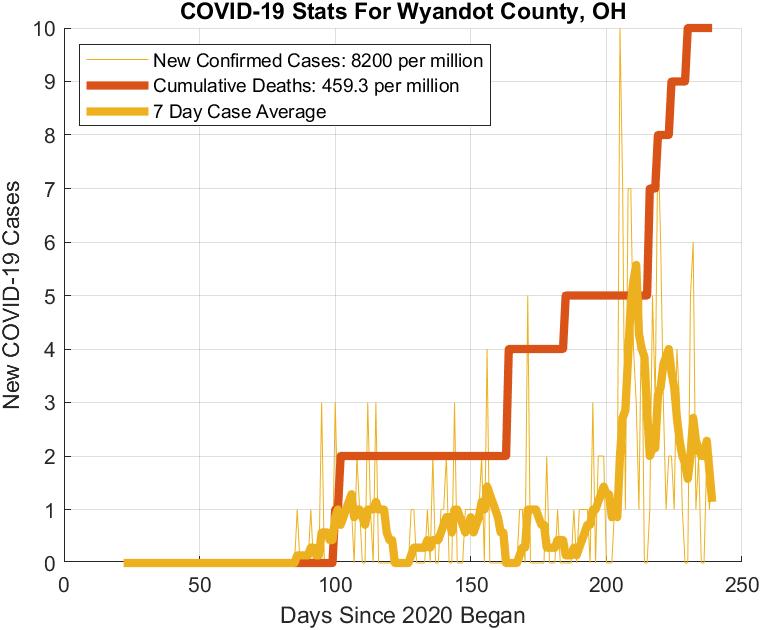 COVID-19 Stats For Wyandot County, OH
10
9
8
7
6
5
4
3
2
1
0
New COVID-19 Cases
New Confirmed Cases: 8200 per million
Cumulative Deaths: 459.3 per million
7 Day Case Average
0 50 100 150 200 250
Days Since 2020 Began